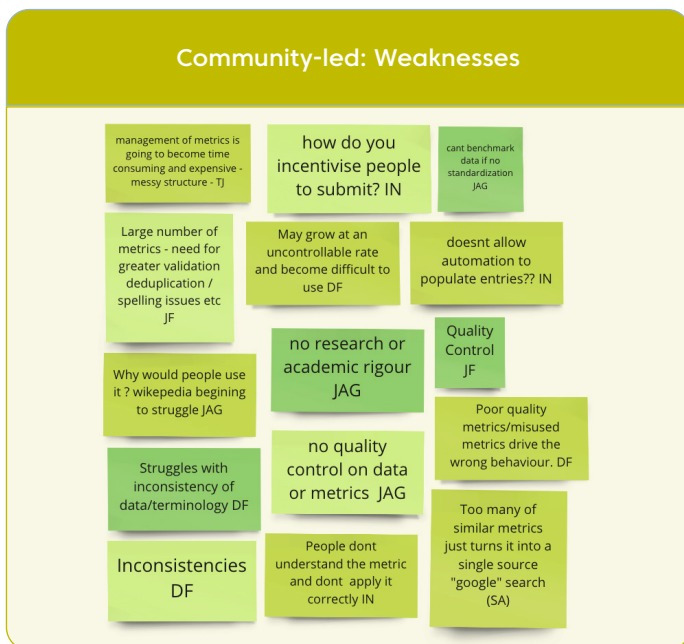 Community-led: Weaknesses
management of metrics is
going to become time
consuming and expensive -
messy structure - TJ
how do you
incentivise people
to submit? IN
cant benchmark
data if no
standardization
JAG
Large number of
metrics - need for
greater validation
deduplication /
spelling issues etc
JF
May grow at an
uncontrollable rate
and become difficult to
use DF
doesnt allow
automation to
populate entries?? IN
no research or
academic rigour
JAG
Quality
Control
JF
Why would people use
it ? wikepedia begining
to struggle JAG
Poor quality
metrics/misused
metrics drive the
wrong behaviour. DF
Struggles with
inconsistency of
data/terminology DF
no quality
control on data
or metrics JAG
Too many of
similar metrics
just turns it into a
single source
"google" search
(SA)
Inconsistencies
DF
People dont
understand the metric
and dont apply it
correctly IN